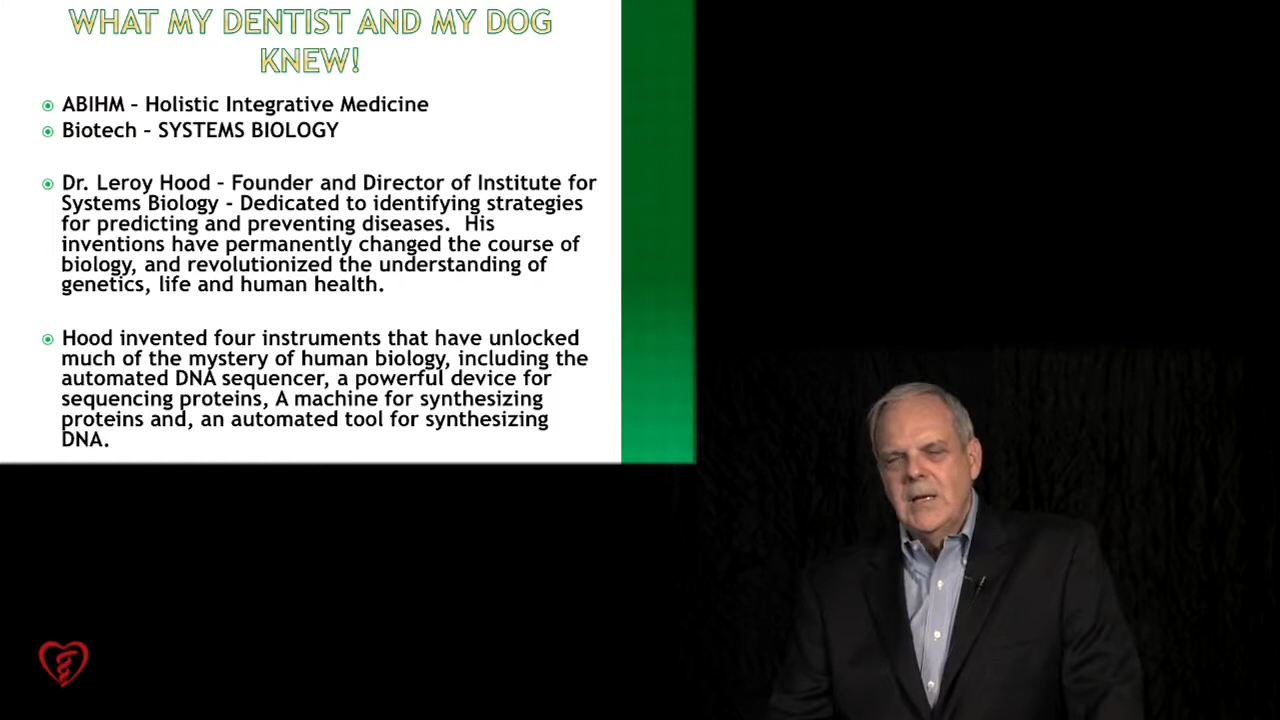 WHAT MY DENTIST AND MY DOG
KNEW!
ABIHM – Holistic Integrative Medicine
Biotech – SYSTEMS BIOLOGY
Dr. Leroy Hood – Founder and Director of Institute for
Systems Biology - Dedicated to identifying strategies
for predicting and preventing diseases. His
inventions have permanently changed the course of
biology, and revolutionized the understanding of
genetics, life and human health.
Hood invented four instruments that have unlocked
much of the mystery of human biology, including the
automated DNA sequencer, a powerful device for
sequencing proteins, A machine for synthesizing
proteins and, an automated tool for synthesizing
DNA.